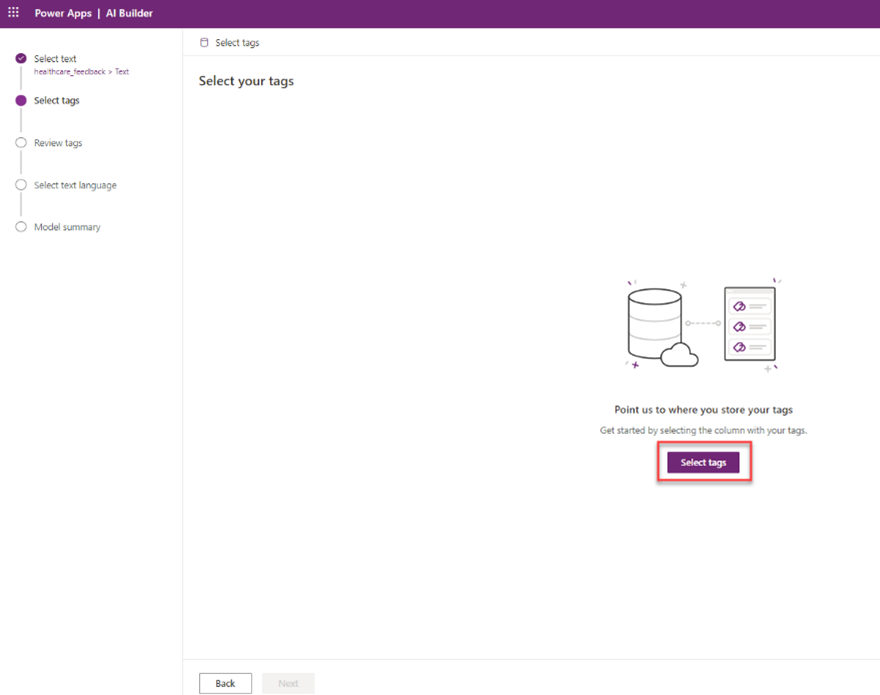 Power Apps | AI Builder
Select text
healthcare_feedback > Text
Select tags
Review tags
Select text language
Model summary
Select tags
Select your tags
Point us to where you store your tags
Get started by selecting the column with your tags.
Select tags
Back
Next